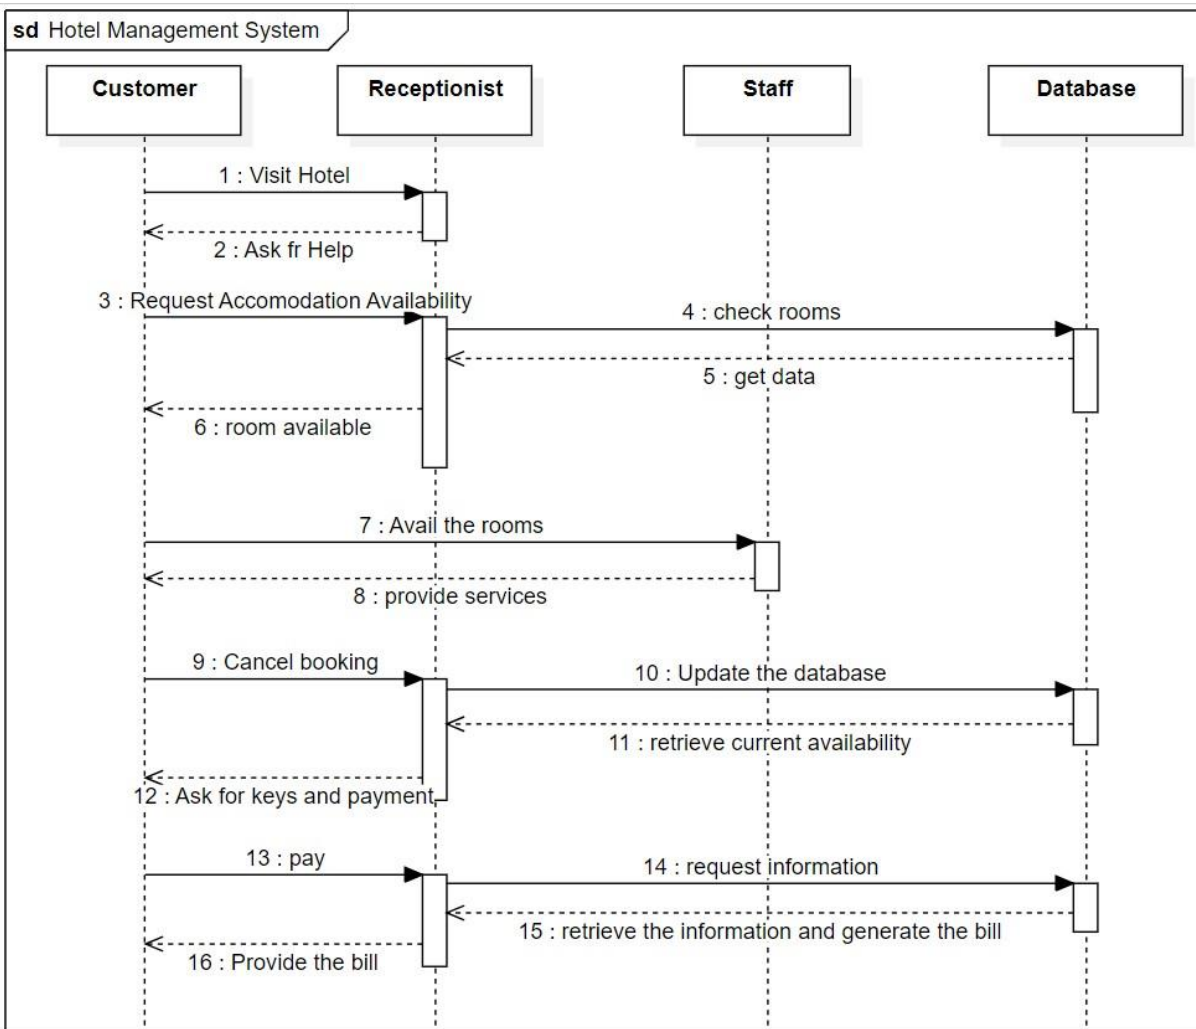 sd Hotel Management System
Customer
Receptionist
Staff
Database
1 : Visit Hotel
2 : Ask fr Help
3 : Request Accomodation Availability
4 : check rooms
5 : get data
6 : room available
7 : Avail the rooms
8 : provide services
9 : Cancel booking
10 : Update the database
11 : retrieve current availability
12 : Ask for keys and payment
13 : pay
14 : request information
15 : retrieve the information and generate the bill
16 : Provide the bill